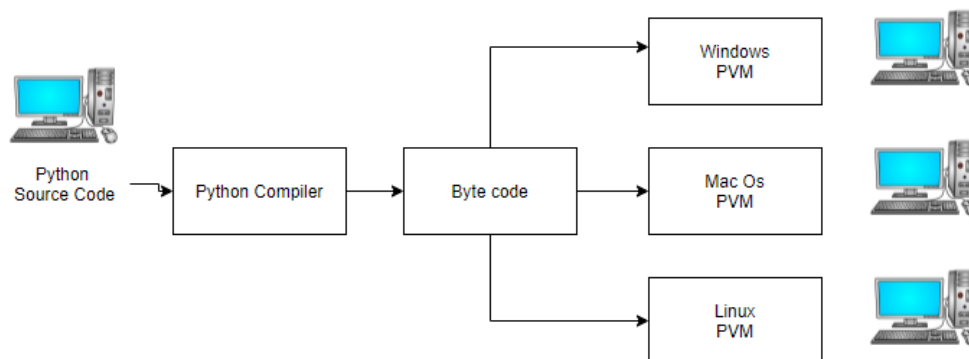 Windows
PVM
Python
Source Code
Python Compiler
Byte code
Mac Os
PVM
Linux
PVM